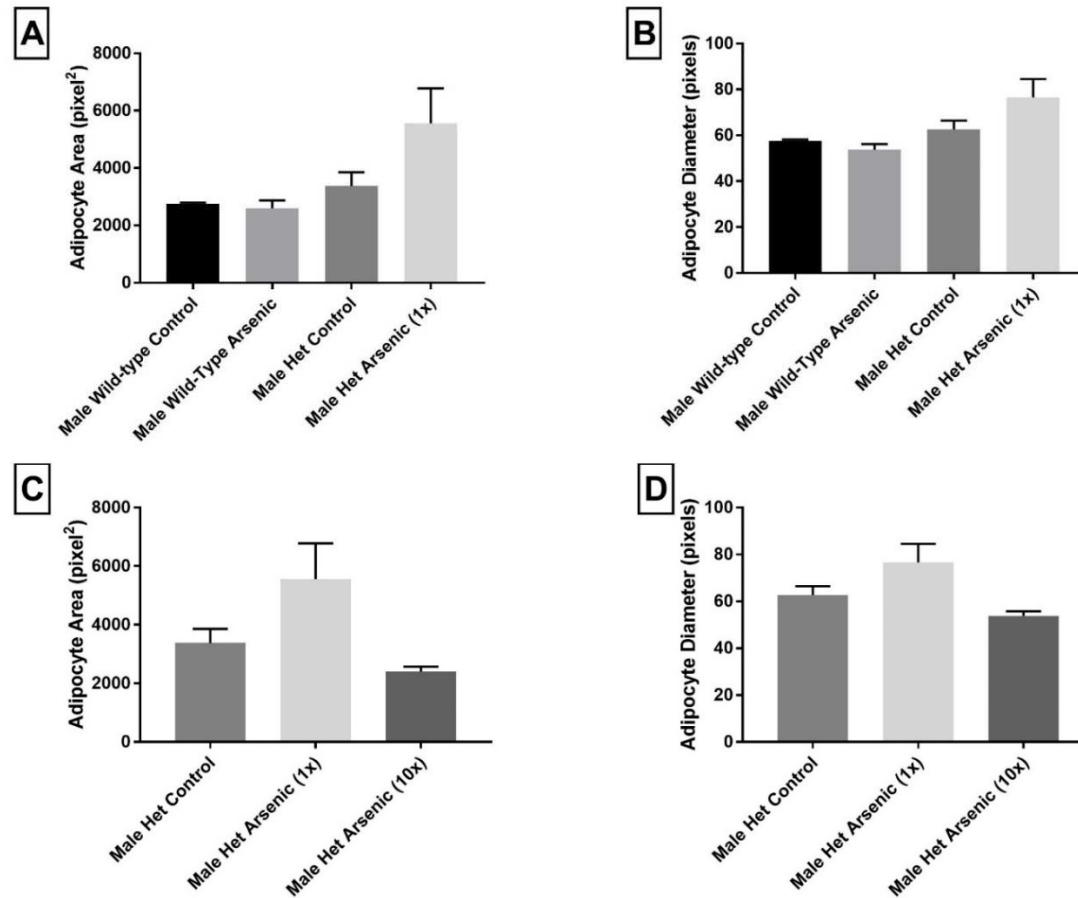 A
Adipocyte Area (pixel²)
8000
6000
4000
2000
0
Male Wild-type Control
Male Wild-Type Arsenic
Male Het Control
Male Het Arsenic (1x)
B
Adipocyte Diameter (pixels)
100
80
60
40
20
0
Male Wild-type Control
Male Wild-Type Arsenic
Male Het Control
Male Het Arsenic (1x)
C
Adipocyte Area (pixel²)
8000
6000
4000
2000
0
Male Het Control
Male Het Arsenic (1x)
Male Het Arsenic (10x)
D
Adipocyte Diameter (pixels)
100
80
60
40
20
0
Male Het Control
Male Het Arsenic (1x)
Male Het Arsenic (10x)